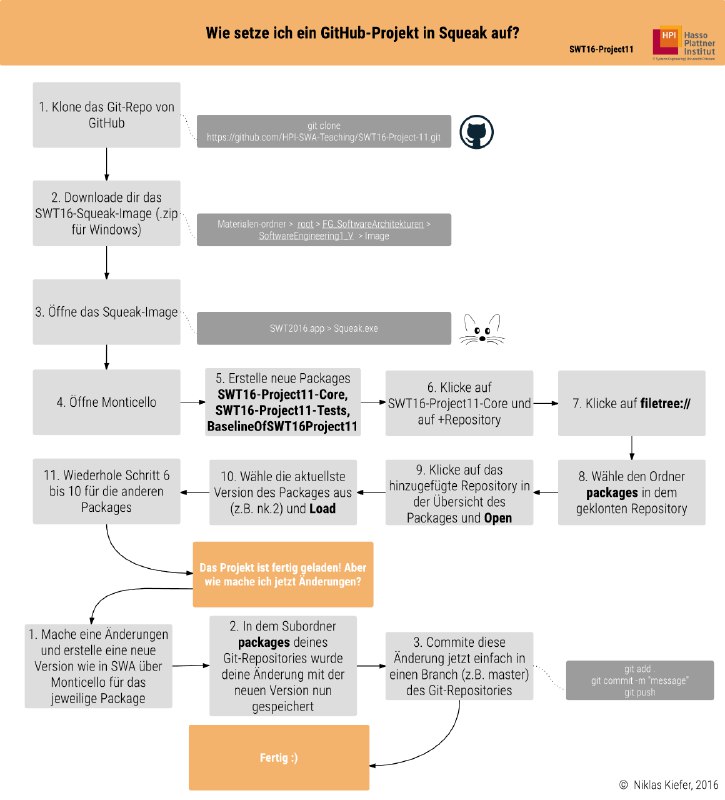 Wie setze ich ein GitHub-Projekt in Squeak auf?
SWT16-Project11
HPI
Hasso
Plattner
Institut
1. Klone das Git-Repo von
GitHub
git clone
https://github.com/HPI-SWA-Teaching/SWT16-Project-11.git
2. Downloade dir das
SWT16-Squeak-Image (.zip
für Windows)
Materialen-ordner > root > FG_SoftwareArchitekturen >
SoftwareEngineering1_V > Image
3. Öffne das Squeak-Image
SWT2016.app > Squeak.exe
4. Öffne Monticello
5. Erstelle neue Packages
SWT16-Project11-Core,
SWT16-Project11-Tests,
BaselineOfSWT16Project11
6. Klicke auf
SWT16-Project11-Core und
auf +Repository
7. Klicke auf filetree://
8. Wähle den Ordner
packages in dem
geklonten Repository
9. Klicke auf das
hinzugefügte Repository in
der Übersicht des
Packages und Open
10. Wähle die aktuellste
Version des Packages aus
(z.B. nk.2) und Load
11. Wiederhole Schritt 6
bis 10 für die anderen
Packages
Das Projekt ist fertig geladen! Aber
wie mache ich jetzt Änderungen?
1. Mache eine Änderungen
und erstelle eine neue
Version wie in SWA über
Monticello für das
jeweilige Package
2. In dem Subordner
packages deines
Git-Repositories wurde
deine Änderung mit der
neuen Version nun
gespeichert
3. Commite diese
Änderung jetzt einfach in
einen Branch (z.B. master)
des Git-Repositories
git add .
git commit -m "message"
git push
Fertig :)
© Niklas Kiefer, 2016